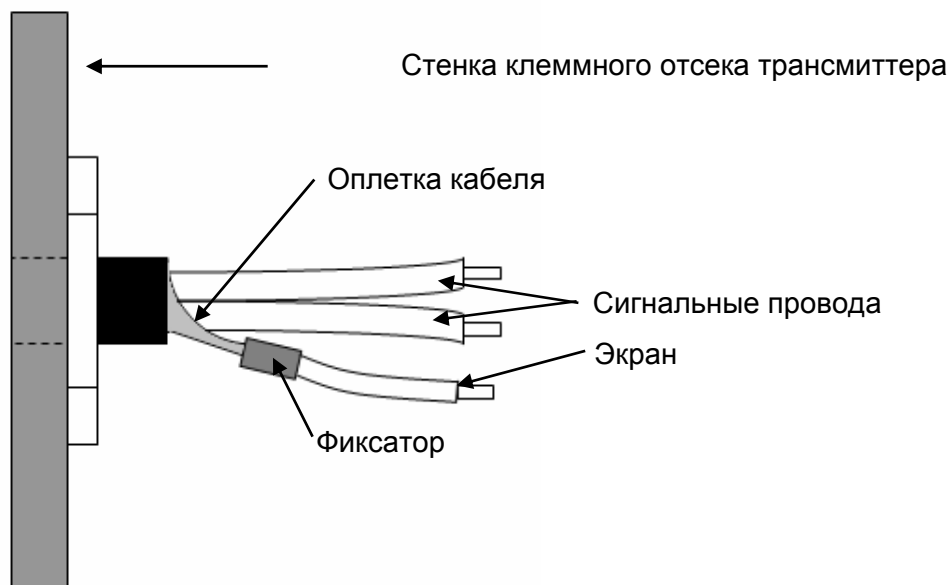 Стенка клеммного отсека трансмиттера
Оплетка кабеля
Сигнальные провода
Экран
Фиксатор